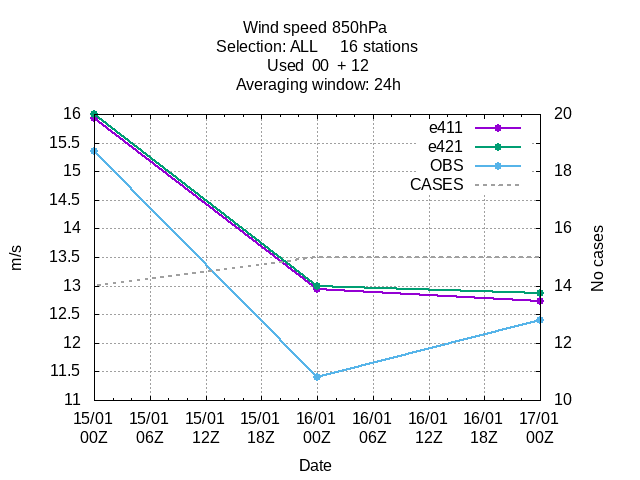 Wind speed 850hPa
Selection: ALL 16 stations
Used 00 + 12
Averaging window: 24h
16
15.5
15
14.5
14
13.5
13
12.5
12
11.5
11
m/s
e411
e421
OBS
CASES
20
18
16
14
12
10
No cases
15/01 15/01 15/01 15/01 16/01 16/01 16/01 16/01 17/01
00Z 06Z 12Z 18Z 00Z 06Z 12Z 18Z 00Z
Date